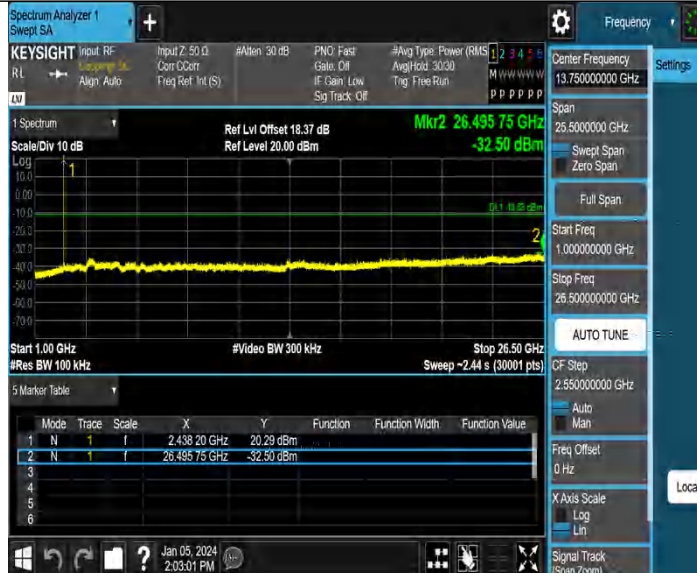 Spectrum Analyzer 1
Swept SA
+
Frequency
KEYSIGHT Input: RF
R L
Align: Auto
Input Z: 50 Ω
Corr CCorr
Freq Ref: Int (S)
#Atten: 30 dB
PNO: Fast
Gate: Off
IF Gain: Low
Sig Track: Off
#Avg Type: Power (RMS
Avg|Hold: 30/30
Trig: Free Run
1 2 3 4 5 6
M W W W W W
P P P P P P
1 Spectrum
Scale/Div 10 dB
Ref Lvl Offset 18.37 dB
Ref Level 20.00 dBm
Mkr2 26.495 75 GHz
-32.50 dBm
Log
10.0
0.00
-10.0
-20.0
-30.0
-40.0
-50.0
-60.0
-70.0
1
2
Start 1.00 GHz
#Res BW 100 kHz
#Video BW 300 kHz
Stop 26.50 GHz
Sweep ~2.44 s (30001 pts)
5 Marker Table
Mode Trace Scale X Y Function Function Width Function Value
1 N 1 f 2.438 20 GHz 20.29 dBm
2 N 1 f 26.495 75 GHz -32.50 dBm
3
4
5
6
Jan 05, 2024
2:03:01 PM
Center Frequency
13.750000000 GHz
Settings
Span
25.5000000 GHz
Swept Span
Zero Span
Full Span
Start Freq
1.000000000 GHz
Stop Freq
26.500000000 GHz
AUTO TUNE
CF Step
2.550000000 GHz
Auto
Man
Freq Offset
0 Hz
Loca
X Axis Scale
Log
Lin
Signal Track
(Span Zoom)